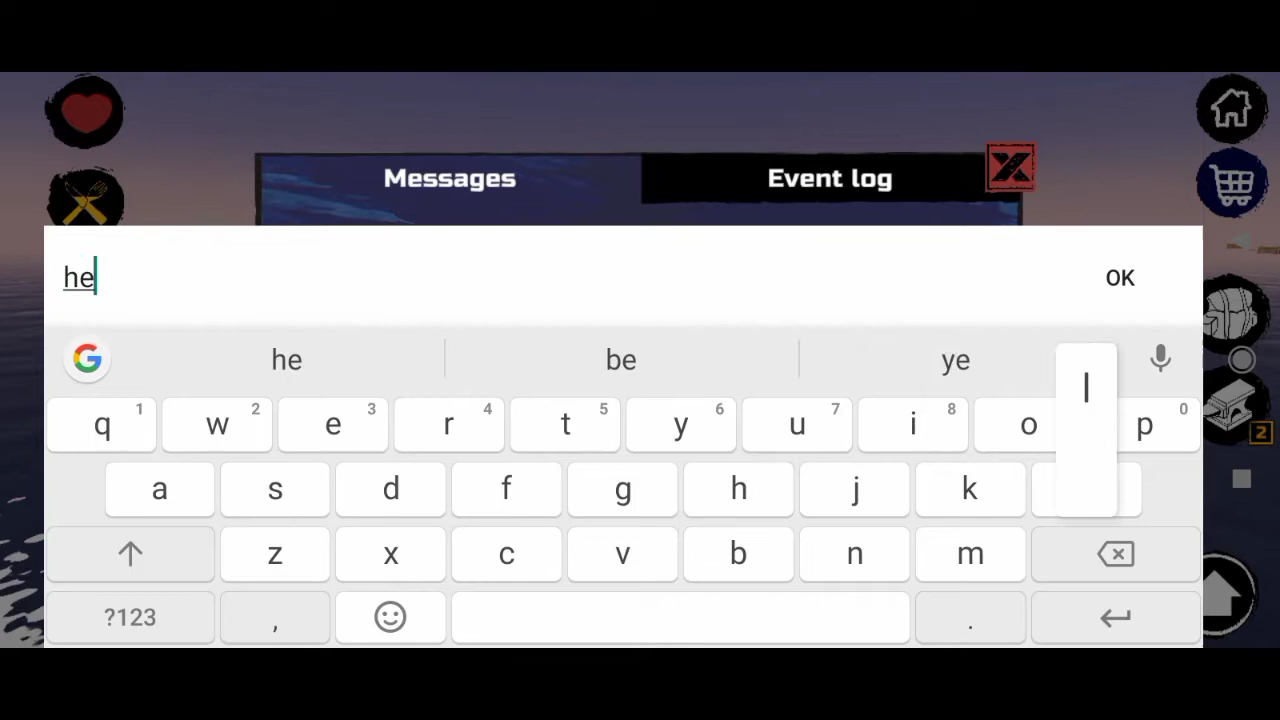 Messages
Event log
he
OK
he be ye
l
q 1 w 2 e 3 r 4 t 5 y 6 u 7 i 8 o p 0
a s d f g h j k
2
z x c v b n m
?123 , .